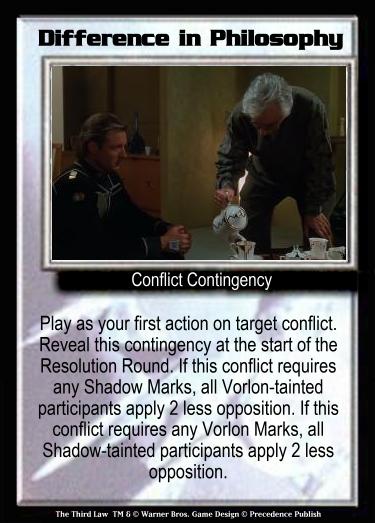 Difference in Philosophy
Conflict Contingency
Play as your first action on target conflict.
Reveal this contingency at the start of the
Resolution Round. If this conflict requires
any Shadow Marks, all Vorlon-tainted
participants apply 2 less opposition. If this
conflict requires any Vorlon Marks, all
Shadow-tainted participants apply 2 less
opposition.
The Third Law TM & © Warner Bros. Game Design © Precedence Publish